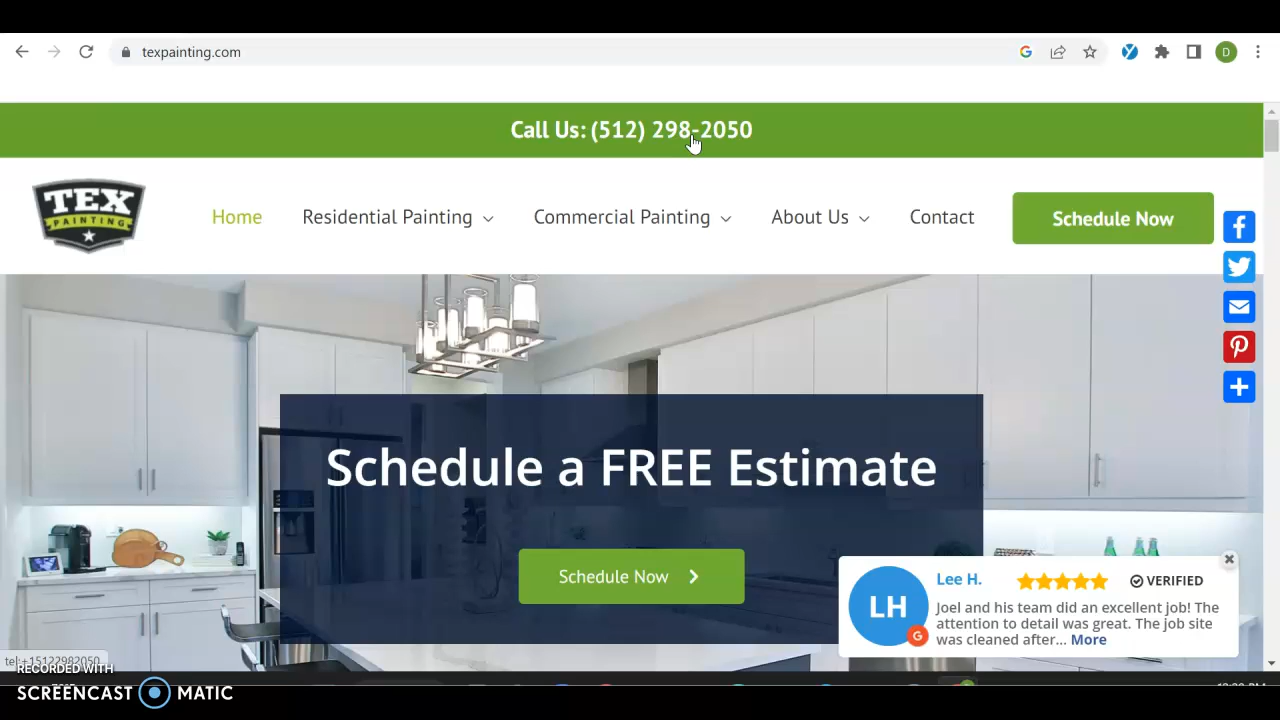 texpainting.com
D
Call Us: (512) 298-2050
TEX
PAINTING
Home
Residential Painting
Commercial Painting
About Us
Contact
Schedule Now
Schedule a FREE Estimate
Schedule Now
Lee H.
VERIFIED
LH
G
Joel and his team did an excellent job! The
attention to detail was great. The job site
was cleaned after... More
RECORDED WITH
SCREENCAST MATIC